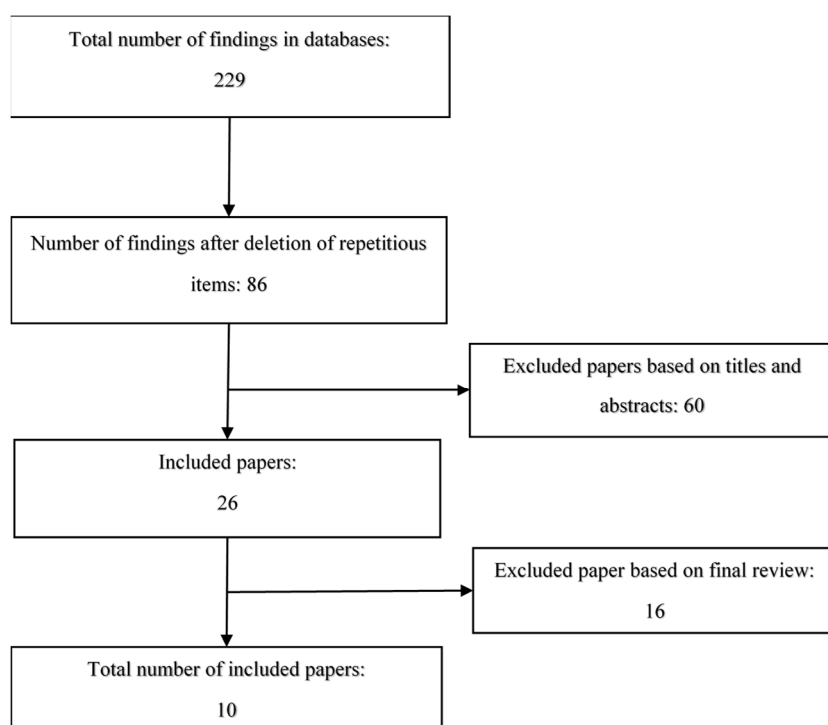 Total number of findings in databases:
229
Number of findings after deletion of repetitious
items: 86
Excluded papers based on titles and
abstracts: 60
Included papers:
26
Excluded paper based on final review:
16
Total number of included papers:
10